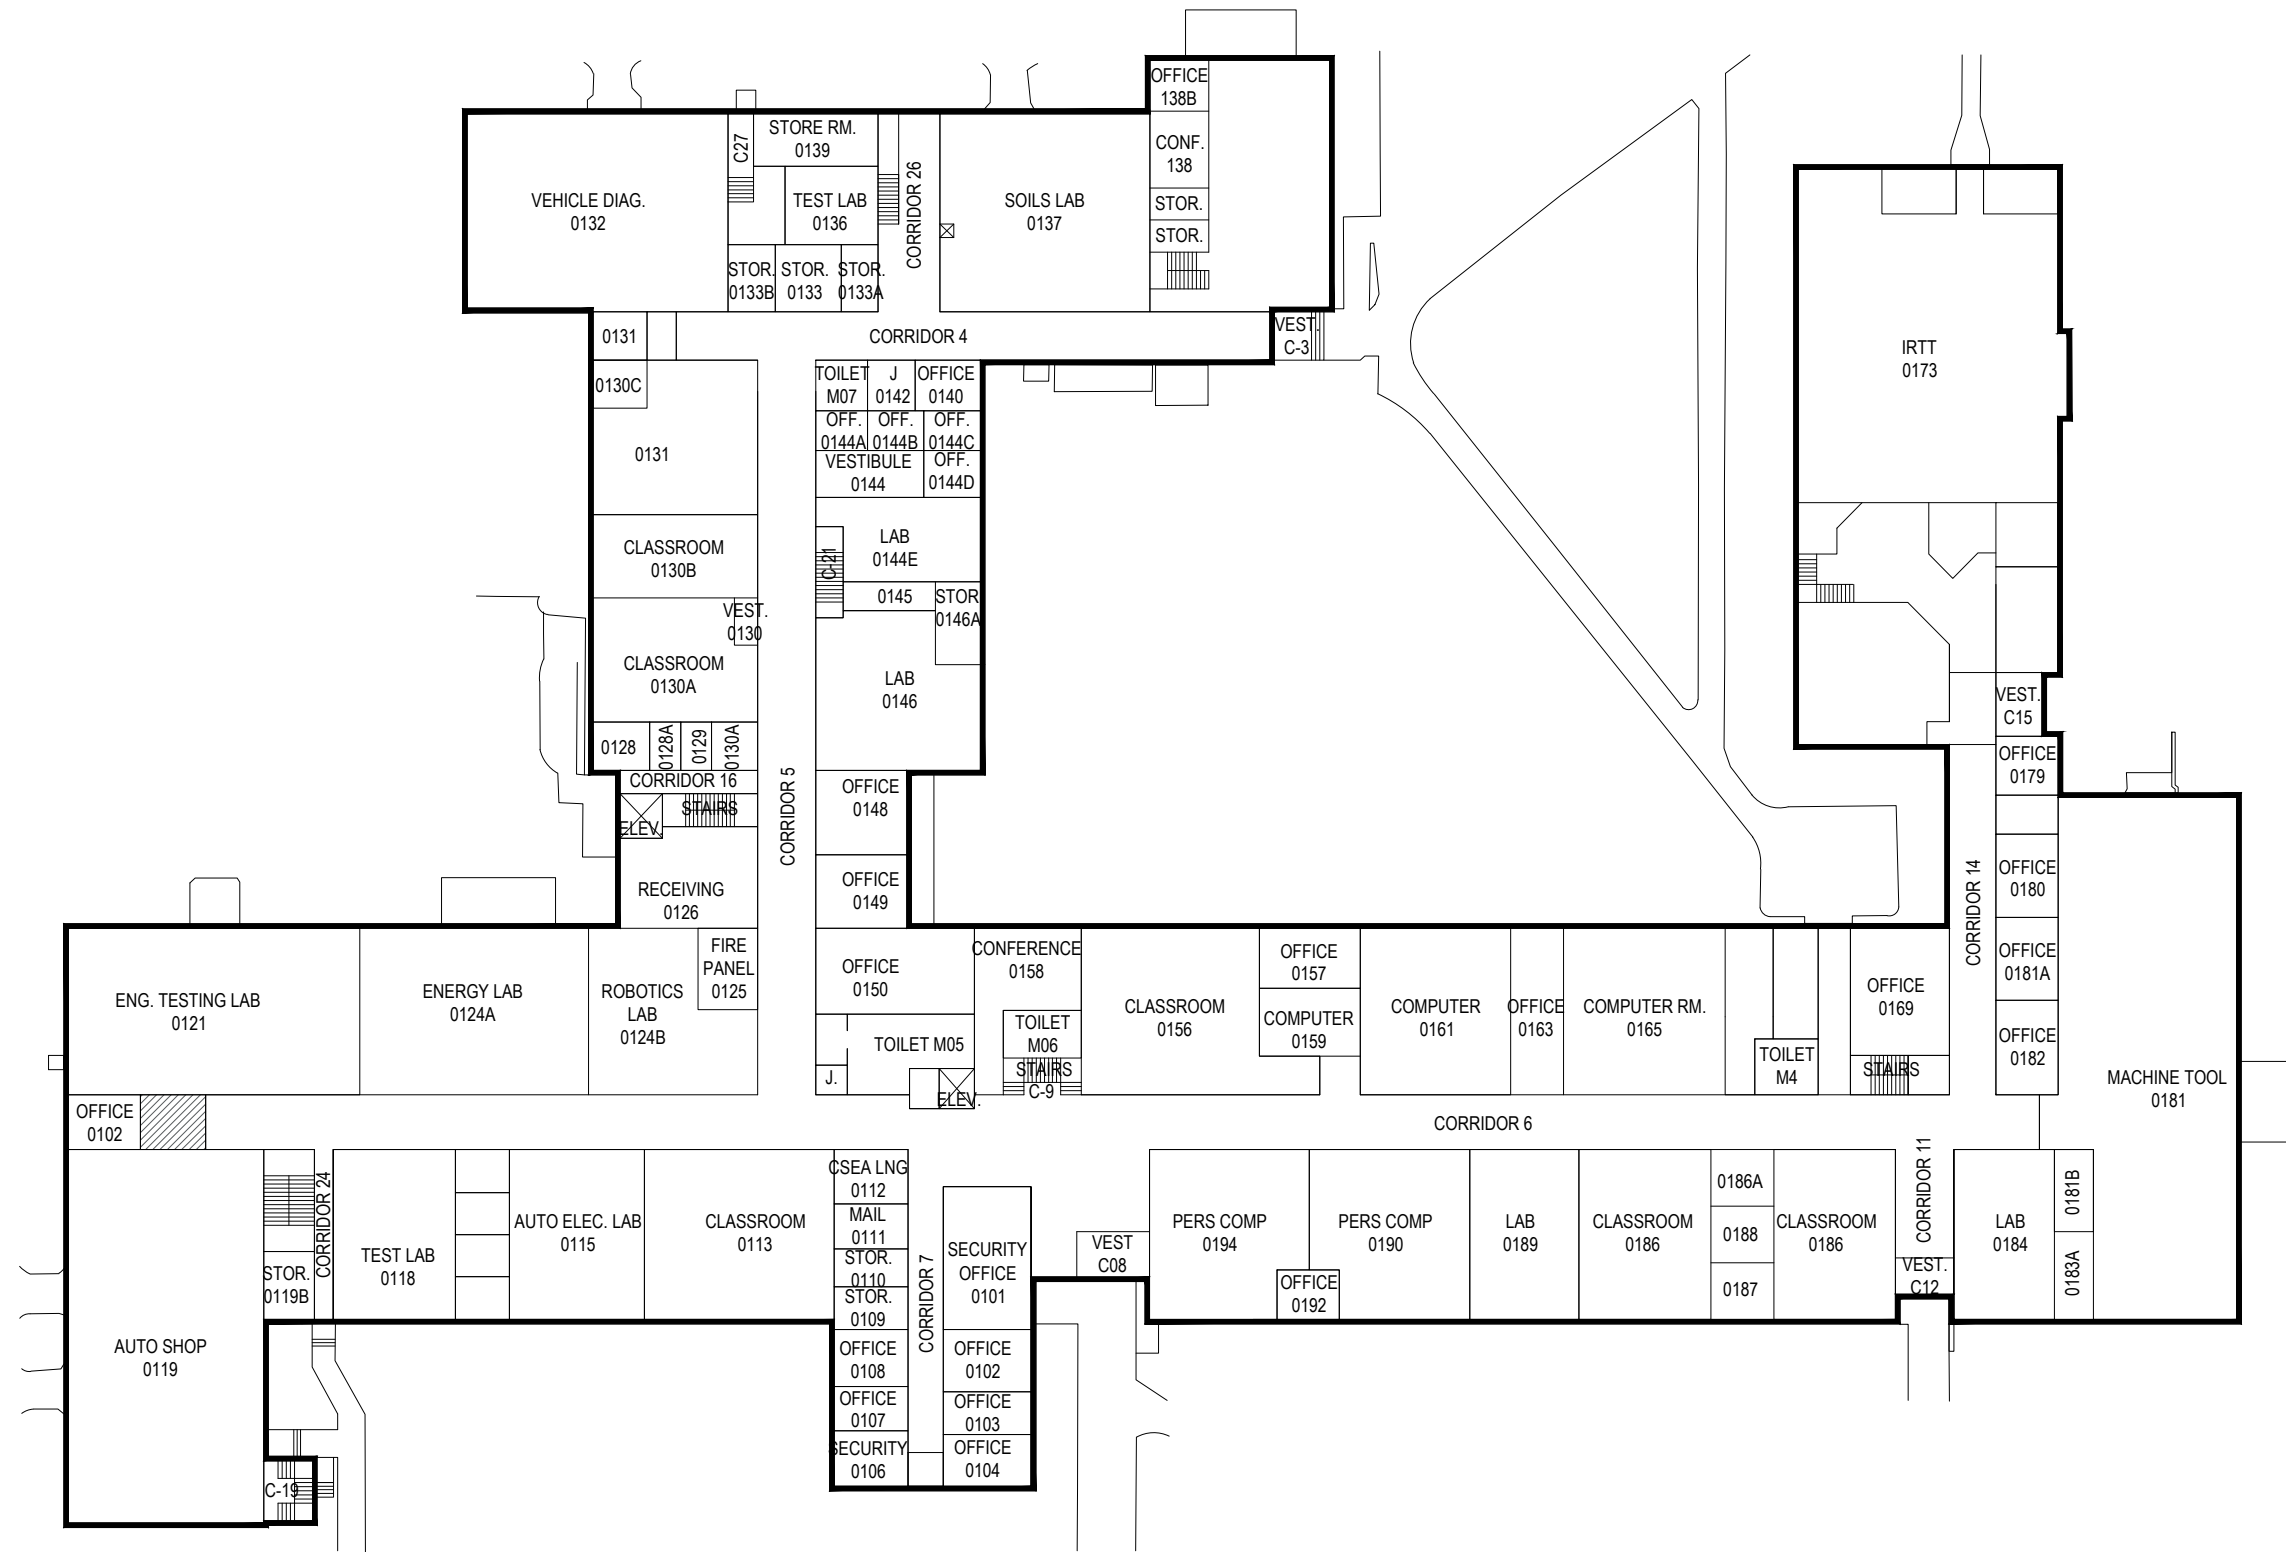 OFFICE
138B
STORE RM.
0139
C27
CONF.
138
VEHICLE DIAG.
0132
TEST LAB
0136
CORRIDOR 26
SOILS LAB
0137
STOR.
STOR.
STOR.
0133B
STOR.
0133
STOR.
0133A
0131
CORRIDOR 4
VEST.
C-3
IRTT
0173
0130C
TOILET
M07
J
0142
OFFICE
0140
OFF.
0144A
OFF.
0144B
OFF.
0144C
0131
VESTIBULE
0144
OFF.
0144D
CLASSROOM
0130B
C-21
LAB
0144E
0145
STOR
0146A
VEST.
0130
CLASSROOM
0130A
LAB
0146
VEST.
C15
0128
0128A
0129
0130A
CORRIDOR 16
STAIRS
ELEV.
CORRIDOR 5
OFFICE
0148
OFFICE
0179
RECEIVING
0126
OFFICE
0149
CORRIDOR 14
OFFICE
0180
ENG. TESTING LAB
0121
ENERGY LAB
0124A
ROBOTICS
LAB
0124B
FIRE
PANEL
0125
OFFICE
0150
CONFERENCE
0158
CLASSROOM
0156
OFFICE
0157
COMPUTER
0159
COMPUTER
0161
OFFICE
0163
COMPUTER RM.
0165
OFFICE
0169
OFFICE
0181A
TOILET M05
TOILET
M06
STAIRS
C-9
J.
ELEV.
TOILET
M4
STAIRS
OFFICE
0182
MACHINE TOOL
0181
OFFICE
0102
CORRIDOR 6
CORRIDOR 24
STOR.
0119B
TEST LAB
0118
AUTO ELEC. LAB
0115
CLASSROOM
0113
CSEA LNG
0112
MAIL
0111
STOR.
0110
STOR.
0109
CORRIDOR 7
SECURITY
OFFICE
0101
VEST
C08
PERS COMP
0194
OFFICE
0192
PERS COMP
0190
LAB
0189
CLASSROOM
0186
0186A
0188
0187
CLASSROOM
0186
CORRIDOR 11
VEST.
C12
LAB
0184
0181B
0183A
AUTO SHOP
0119
OFFICE
0108
OFFICE
0102
OFFICE
0107
OFFICE
0103
SECURITY
0106
OFFICE
0104
C-19